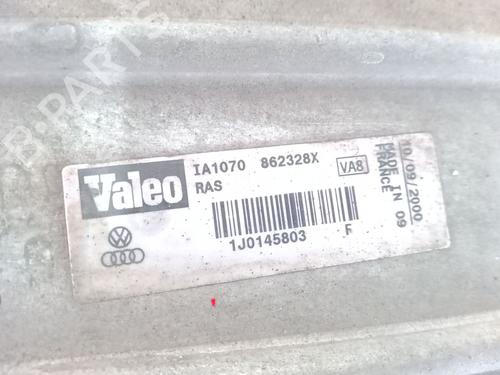 B-PARTS
Valeo
IA1070 862328X
RAS
VA8
1J0145803 F
10/09/2000
MADE IN 09
FRANCE